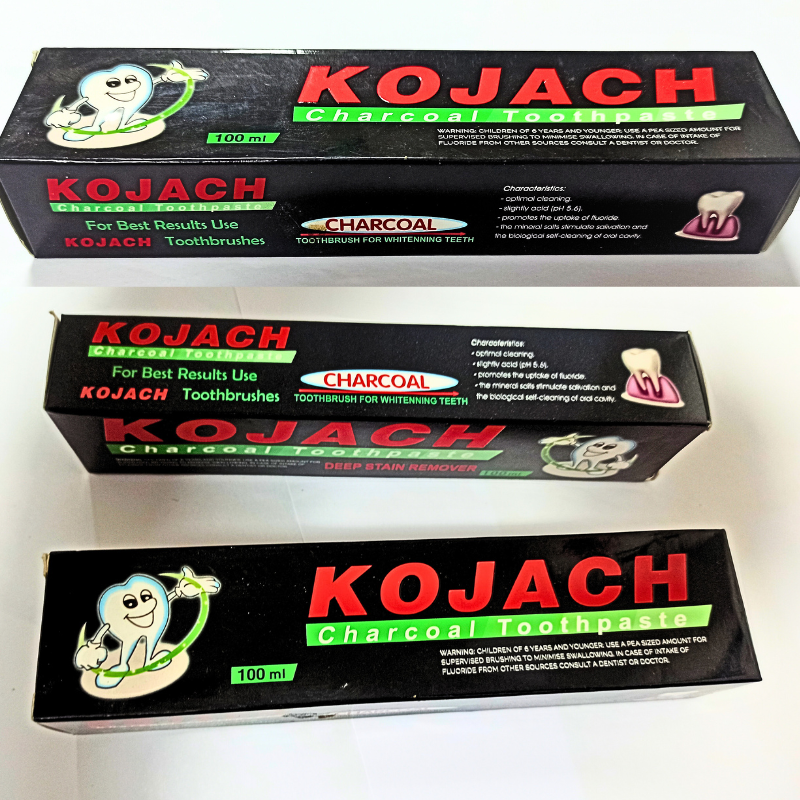 KOJACH
Charcoal Toothpaste
100 ml
WARNING: CHILDREN OF 6 YEARS AND YOUNGER, USE A PEA SIZED AMOUNT FOR
SUPERVISED BRUSHING TO MINIMISE SWALLOWING. IN CASE OF INTAKE OF
FLUORIDE FROM OTHER SOURCES CONSULT A DENTIST OR DOCTOR.
KOJACH
Charcoal Toothpaste
For Best Results Use
KOJACH Toothbrushes
CHARCOAL
TOOTHBRUSH FOR WHITENNING TEETH
Characteristics:
- optimal cleaning.
- slightly acid (pH 5.6).
- promotes the uptake of fluoride.
- the mineral salts stimulate salivation and
the biological self-cleaning of oral cavity.
KOJACH
Charcoal Toothpaste
For Best Results Use
KOJACH Toothbrushes
CHARCOAL
TOOTHBRUSH FOR WHITENNING TEETH
Characteristics:
- optimal cleaning.
- slightly acid (pH 5.6).
- promotes the uptake of fluoride.
- the mineral salts stimulate salivation and
the biological self-cleaning of oral cavity.
KOJACH
Charcoal Toothpaste
DEEP STAIN REMOVER
100 ml
KOJACH
Charcoal Toothpaste
100 ml
WARNING: CHILDREN OF 6 YEARS AND YOUNGER, USE A PEA SIZED AMOUNT FOR
SUPERVISED BRUSHING TO MINIMISE SWALLOWING. IN CASE OF INTAKE OF
FLUORIDE FROM OTHER SOURCES CONSULT A DENTIST OR DOCTOR.